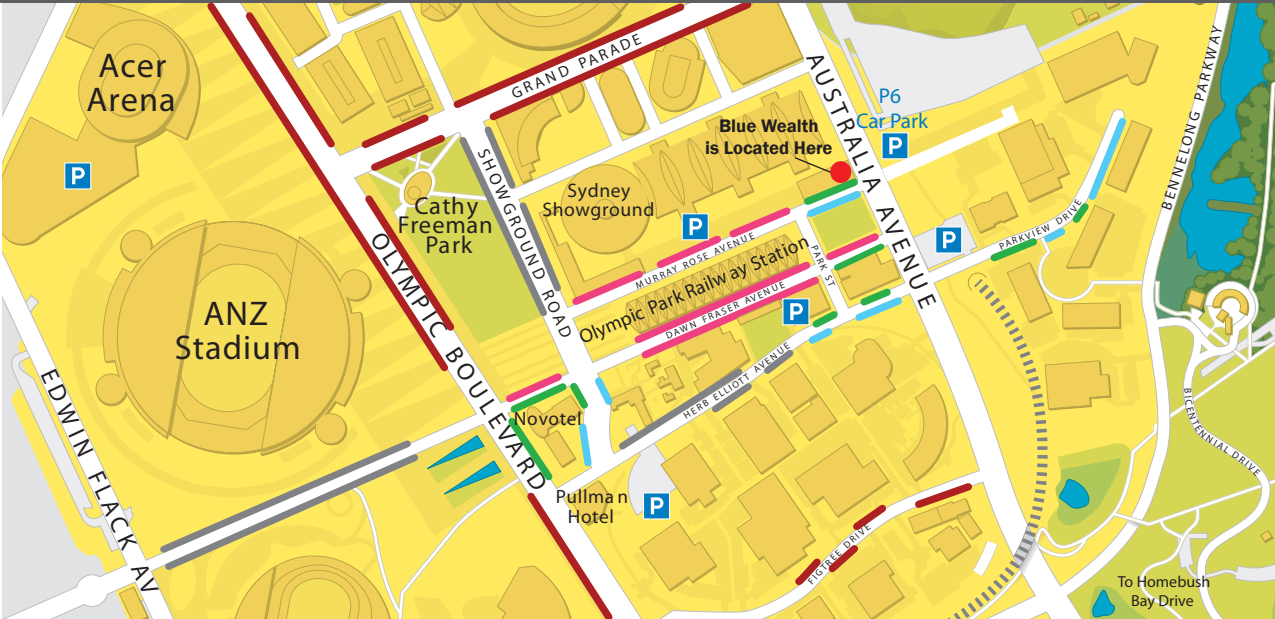 Acer
Arena
P
GRAND PARADE
AUSTRALIA AVENUE
BENNELONG PARKWAY
P6
Car Park
P
Blue Wealth
is Located Here
SHOWGROUND ROAD
Sydney
Showground
Cathy
Freeman
Park
P
MURRAY ROSE AVENUE
P
PARKVIEW DRIVE
OLYMPIC BOULEVARD
Olympic Park Railway Station
PARK ST
DAWN FRASER AVENUE
P
ANZ
Stadium
HERB ELLIOTT AVENUE
EDWIN FLACK AV
Novotel
BICENTENNIAL DRIVE
Pullman
Hotel
P
FIGTREE DRIVE
To Homebush
Bay Drive